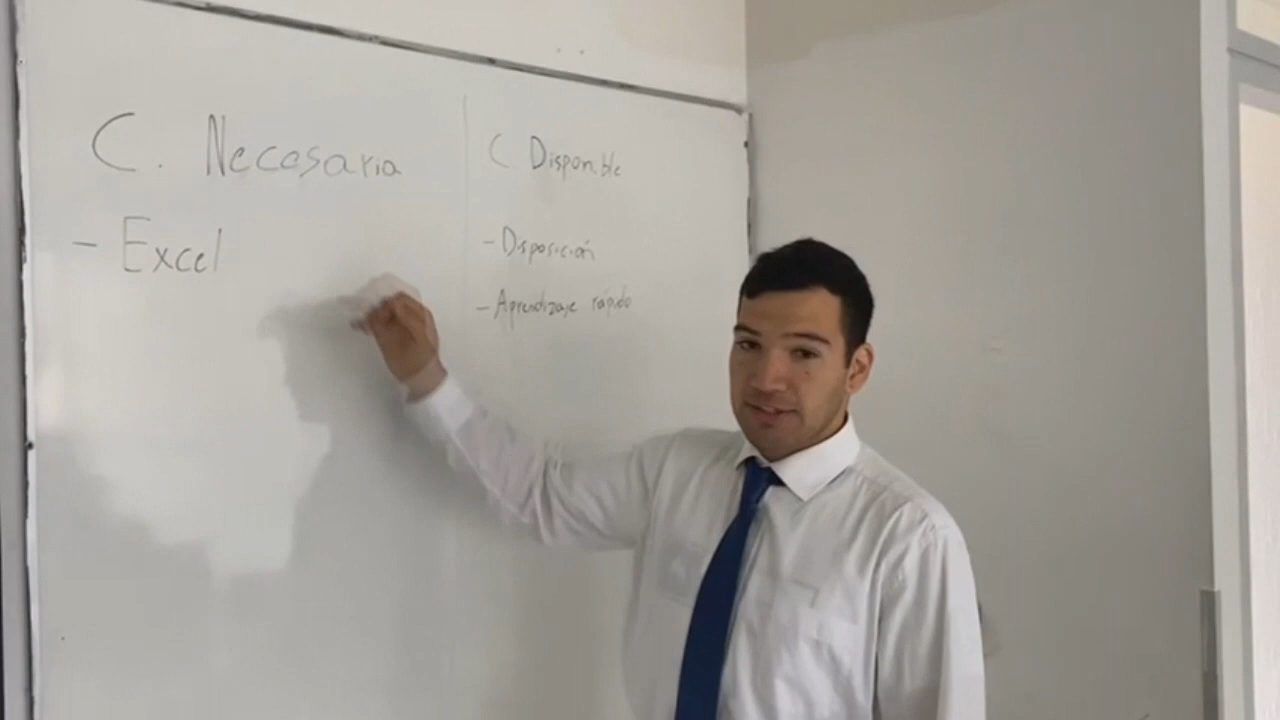 C. Necesaria
- Excel
C Disponible
- Disposición
- Aprendizaje rápido